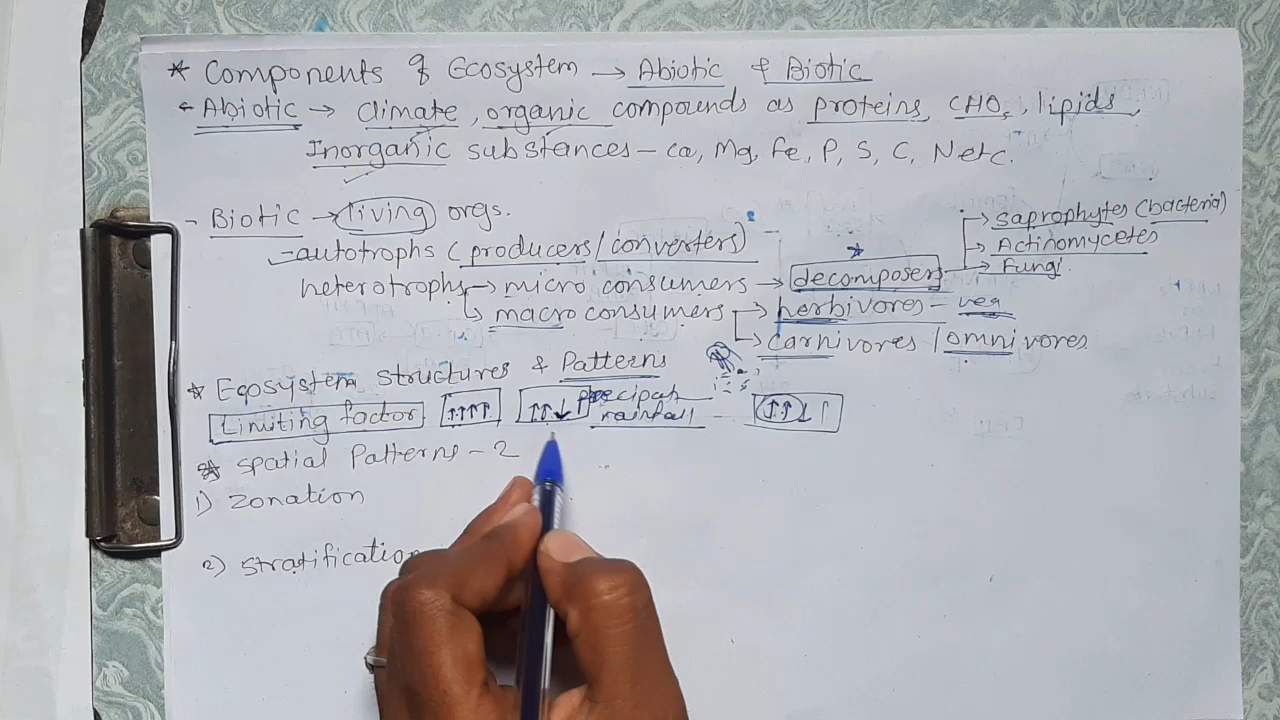 * Components of Ecosystem → Abiotic & Biotic
Abiotic → Climate, organic compounds as proteins, CHO, lipids,
Inorganic substances - ca, Mg, Fe, P, S, C, N etc.
- Biotic → living orgs.
- autotrophs (producers/converters)
heterotrophs → micro consumers → decomposers
→ saprophytes (bacteria)
→ Actinomycetes
→ Fungi
→ macro consumers → herbivores - veg
→ carnivores / omnivores
* Ecosystem structures & Patterns
Limiting factor ↑↑↑↑ ↑↑↓↑ rainfall - ↑↑↓↑
spatial Patterns - 2
1) zonation
2) stratification